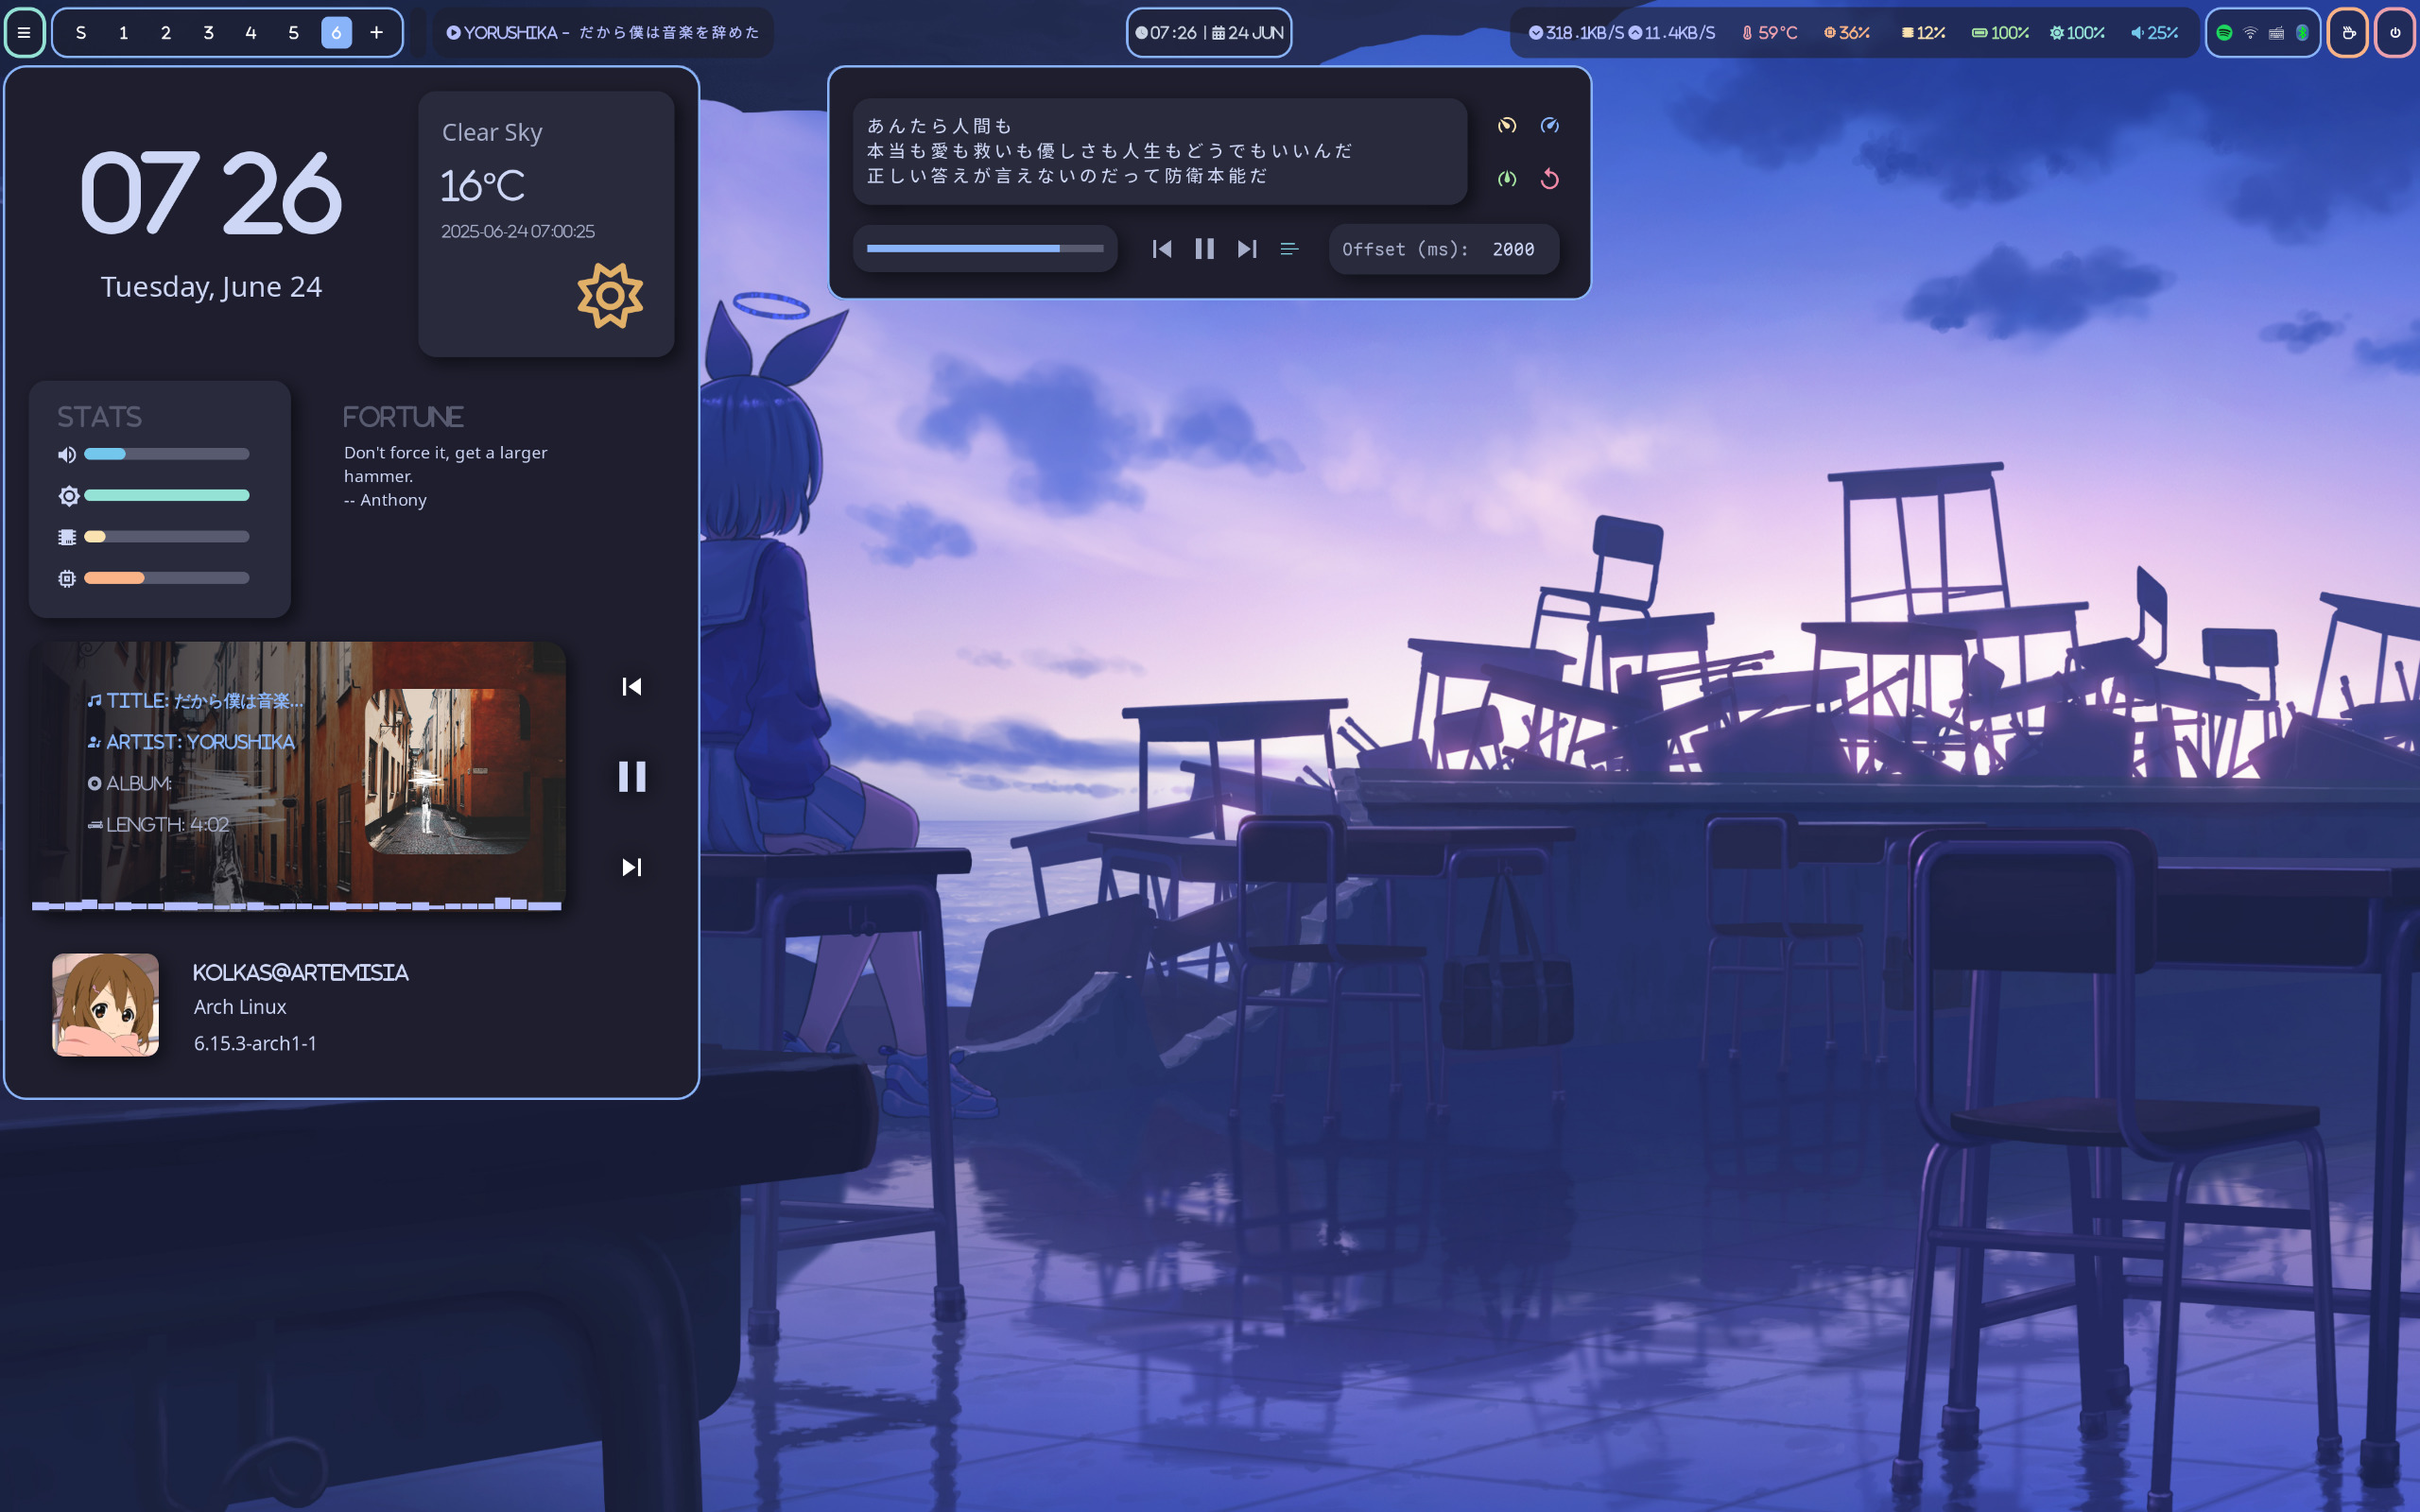 S 1 2 3 4 5 6 +
YORUSHIKA - だから僕は音楽を辞めた
07:26 | 24 JUN
318.1KB/S 11.4KB/S 59°C 36% 12% 100% 100% 25%
07 26
Tuesday, June 24
Clear Sky
16°C
2025-06-24 07:00:25
あんたら人間も
本当も愛も救いも優しさも人生もどうでもいいんだ
正しい答えが言えないのだって防衛本能だ
Offset (ms): 2000
STATS
FORTUNE
Don't force it, get a larger
hammer.
-- Anthony
TITLE: だから僕は音楽...
ARTIST: YORUSHIKA
ALBUM:
LENGTH: 4:02
KOLKAS@ARTEMISIA
Arch Linux
6.15.3-arch1-1